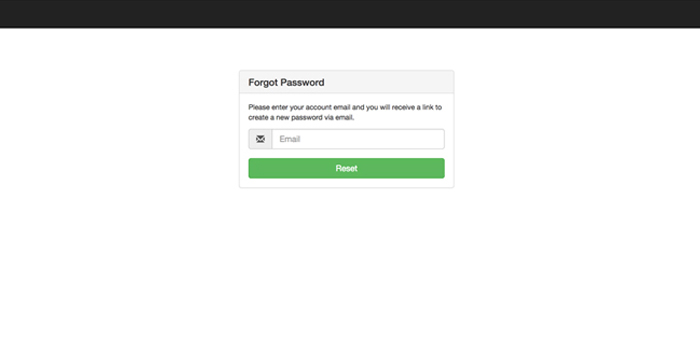 Forgot Password
Please enter your account email and you will receive a link to
create a new password via email.
Email
Reset